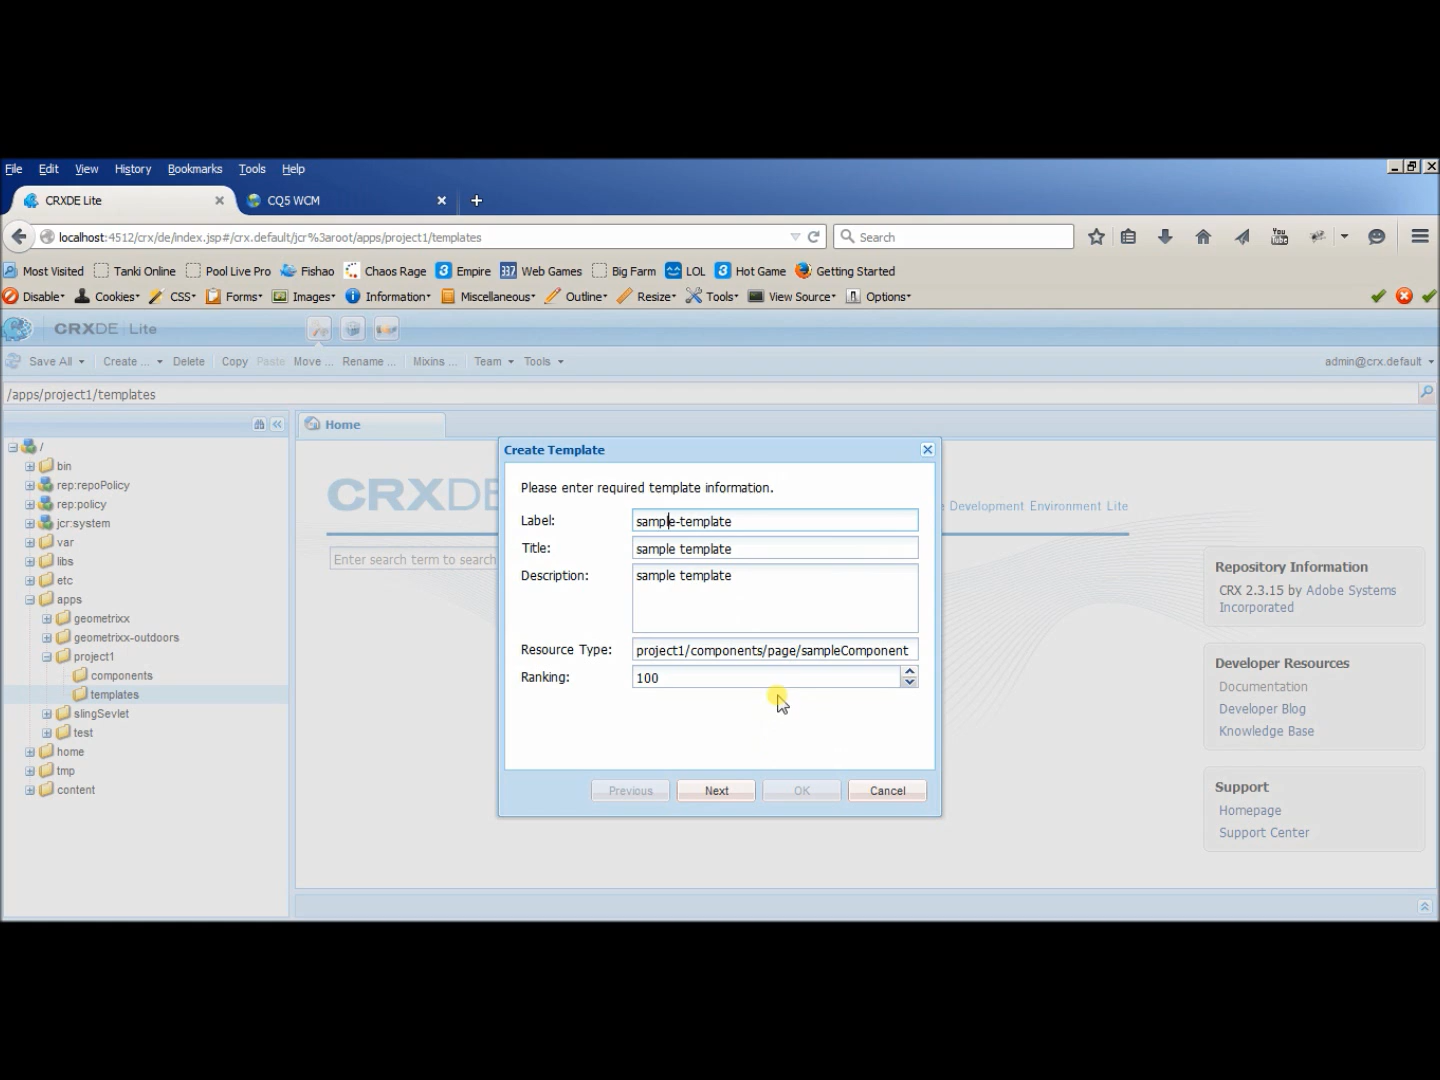 File Edit View History Bookmarks Tools Help
CRXDE Lite
CQ5 WCM
localhost:4512/crx/de/index.jsp#/crx.default/jcr%3aroot/apps/project1/templates
Search
You Tube
Most Visited Tanki Online Pool Live Pro Fishao Chaos Rage 3 Empire 337 Web Games Big Farm LOL 3 Hot Game Getting Started
Disable Cookies CSS Forms Images Information Miscellaneous Outline Resize Tools View Source Options
CRXDE | Lite
Save All Create ... Delete Copy Paste Move ... Rename ... Mixins ... Team Tools admin@crx.default
/apps/project1/templates
Home
/
bin
rep:repoPolicy
rep:policy
jcr:system
var
libs
etc
apps
geometrixx
geometrixx-outdoors
project1
components
templates
slingSevlet
test
home
tmp
content
CRXDE
Development Environment Lite
Enter search term to search
Create Template
Please enter required template information.
Label: sample-template
Title: sample template
Description: sample template
Resource Type: project1/components/page/sampleComponent
Ranking: 100
Previous Next OK Cancel
Repository Information
CRX 2.3.15 by Adobe Systems
Incorporated
Developer Resources
Documentation
Developer Blog
Knowledge Base
Support
Homepage
Support Center